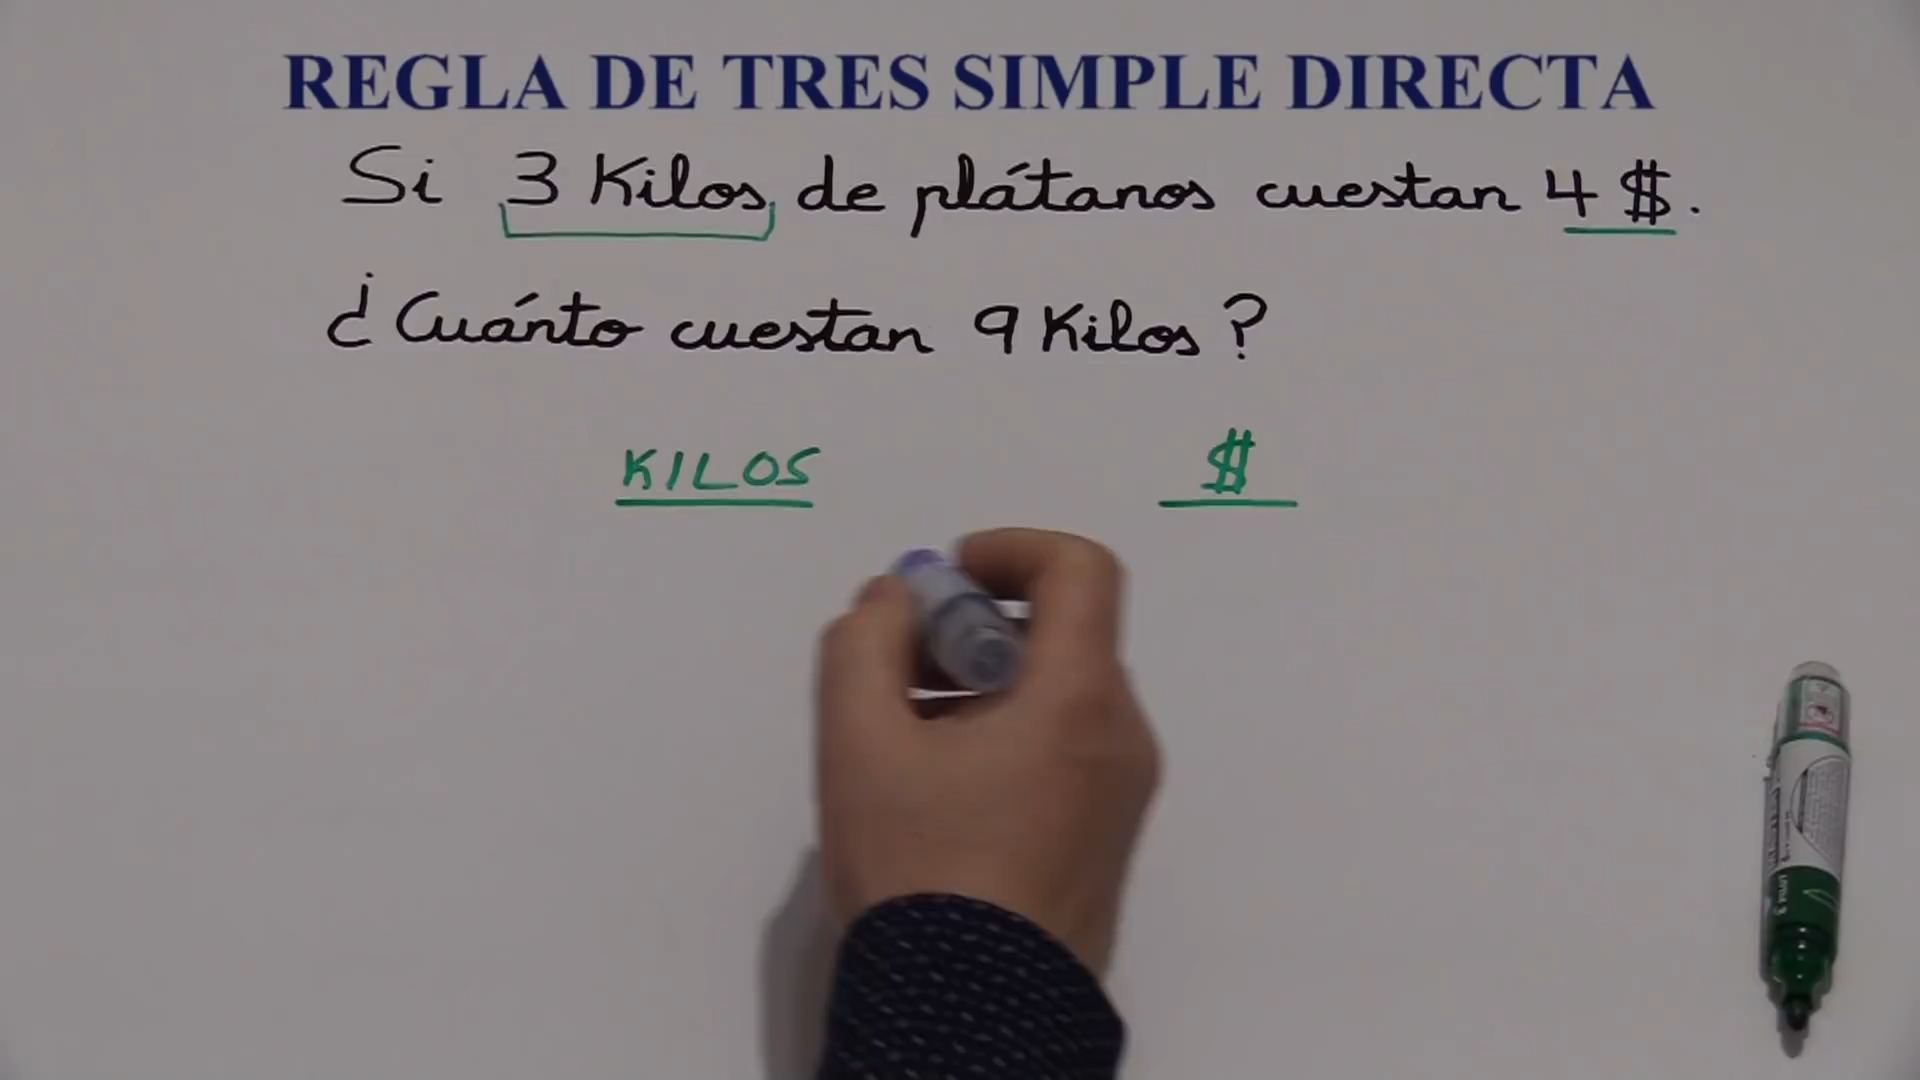 REGLA DE TRES SIMPLE DIRECTA
Si 3 Kilos de plátanos cuestan 4 $.
¿Cuánto cuestan 9 Kilos?
KILOS $